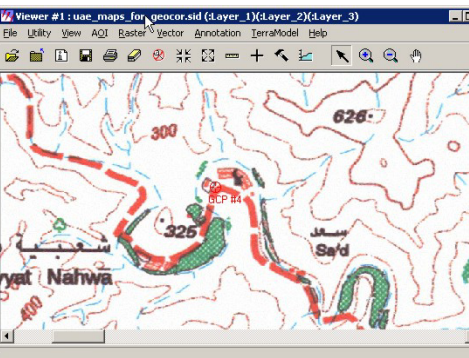 Viewer #1 : uae_maps_for_geocor.sid (:Layer_1)(:Layer_2)(:Layer_3)
File Utility View AOI Raster Vector Annotation TerraModel Help
626
300
GCP #4
325
سعد
Sa'd
شعبية
yyat Nahwa
400